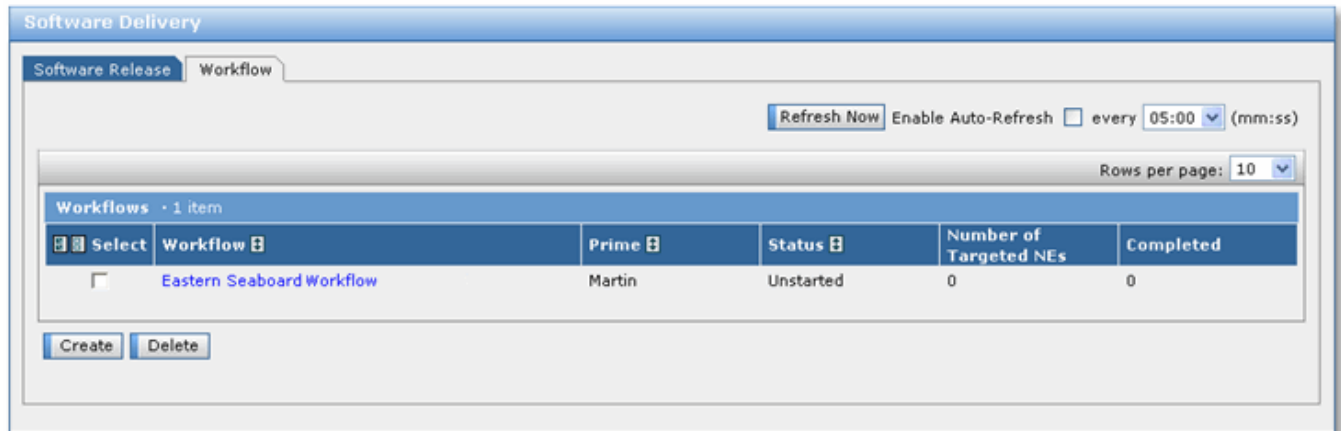 Software Delivery
Software Release Workflow
Refresh Now Enable Auto-Refresh every 05:00 (mm:ss)
Rows per page: 10
Workflows · 1 item
Select Workflow Prime Status Number of Targeted NEs Completed
Eastern Seaboard Workflow Martin Unstarted 0 0
Create Delete